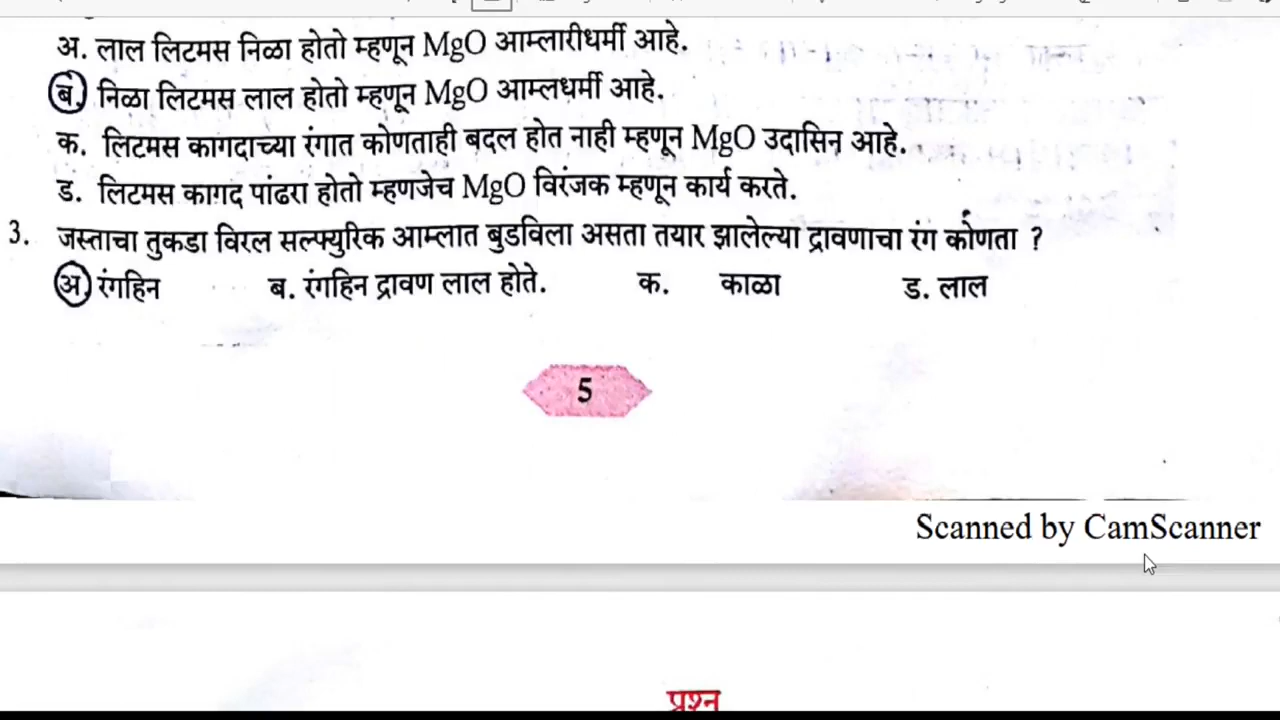 अ. लाल लिटमस निळा होतो म्हणून MgO आम्लारीधर्मी आहे.
ब. निळा लिटमस लाल होतो म्हणून MgO आम्लधर्मी आहे.
क. लिटमस कागदाच्या रंगात कोणताही बदल होत नाही म्हणून MgO उदासिन आहे.
ड. लिटमस कागद पांढरा होतो म्हणजेच MgO विरंजक म्हणून कार्य करते.
3. जस्ताचा तुकडा विरल सल्फ्युरिक आम्लात बुडविला असता तयार झालेल्या द्रावणाचा रंग कोणता ?
अ रंगहिन ब. रंगहिन द्रावण लाल होते. क. काळा ड. लाल
5
Scanned by CamScanner
प्रश्न